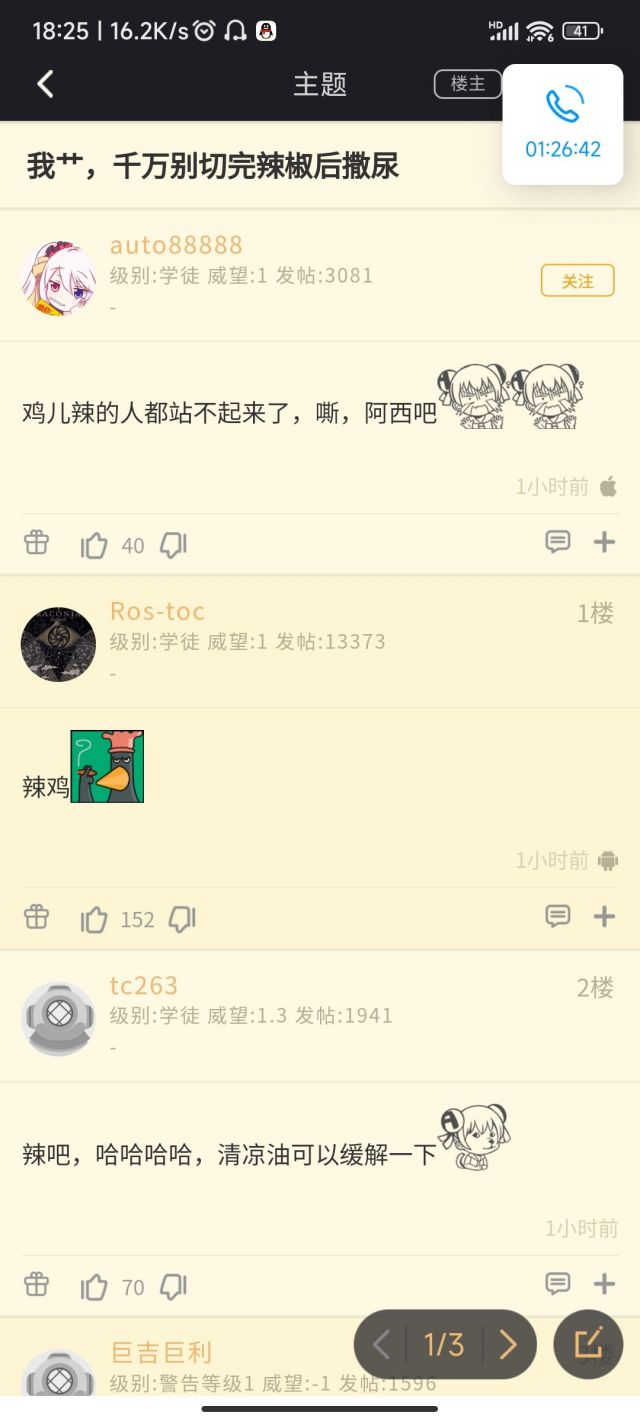 18:25 | 16.2K/s
HD
6
41
主题
楼主
01:26:42
我艹，千万别切完辣椒后撒尿
auto88888
级别:学徒 威望:1 发帖:3081
关注
-
鸡儿辣的人都站不起来了，嘶，阿西吧
1小时前
40
Ros-toc
1楼
级别:学徒 威望:1 发帖:13373
-
辣鸡
1小时前
152
tc263
2楼
级别:学徒 威望:1.3 发帖:1941
-
辣吧，哈哈哈哈，清凉油可以缓解一下
1小时前
70
巨吉巨利
1/3
3楼
级别:警告等级1 威望:-1 发帖:1596